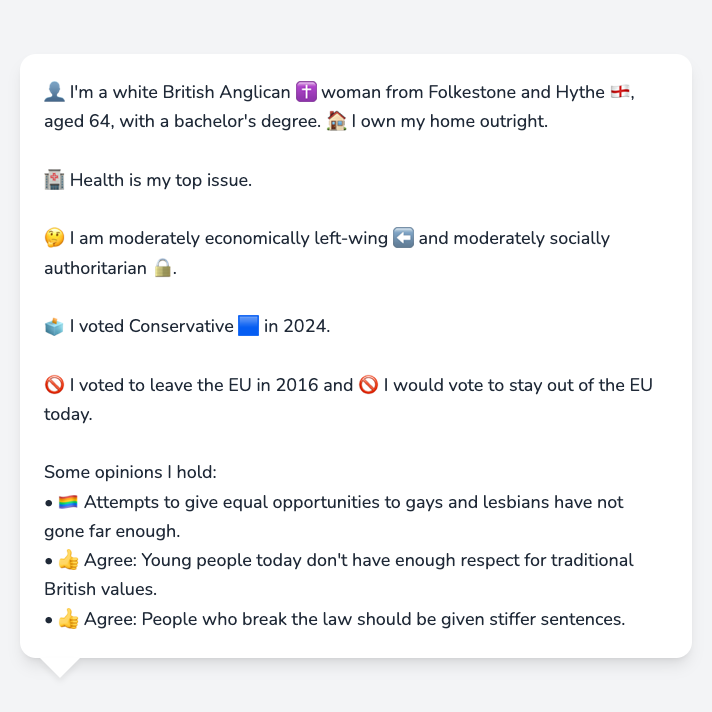 👤 I'm a white British Anglican ✝️ woman from Folkestone and Hythe 🏴󠁧󠁢󠁥󠁮󠁧󠁿,
aged 64, with a bachelor's degree. 🏠 I own my home outright.
🏥 Health is my top issue.
🤔 I am moderately economically left-wing ⬅️ and moderately socially
authoritarian 🔒.
🗳️ I voted Conservative 🟦 in 2024.
🚫 I voted to leave the EU in 2016 and 🚫 I would vote to stay out of the EU
today.
Some opinions I hold:
• 🏳️‍🌈 Attempts to give equal opportunities to gays and lesbians have not
gone far enough.
• 👍 Agree: Young people today don't have enough respect for traditional
British values.
• 👍 Agree: People who break the law should be given stiffer sentences.